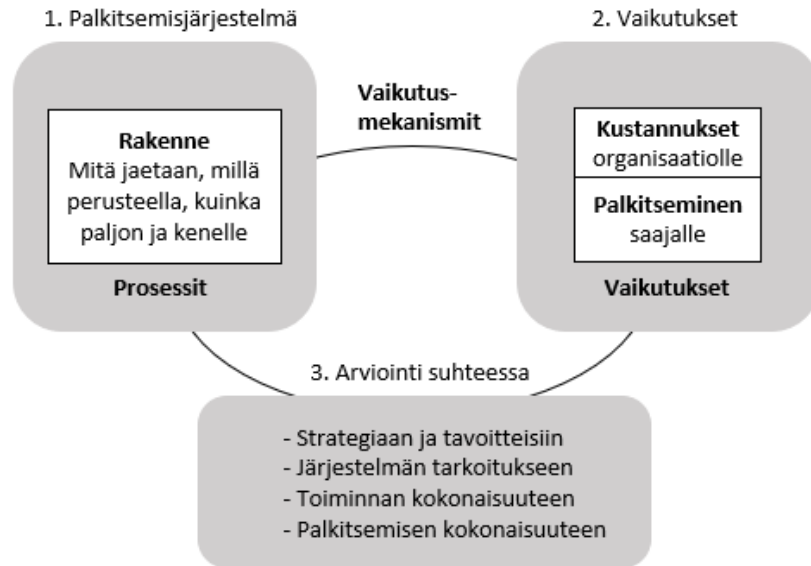 1. Palkitsemisjärjestelmä
Rakenne
Mitä jaetaan, millä
perusteella, kuinka
paljon ja kenelle
Prosessit
Vaikutus-
mekanismit
2. Vaikutukset
Kustannukset
organisaatiolle
Palkitseminen
saajalle
Vaikutukset
3. Arviointi suhteessa
- Strategiaan ja tavoitteisiin
- Järjestelmän tarkoitukseen
- Toiminnan kokonaisuuteen
- Palkitsemisen kokonaisuuteen